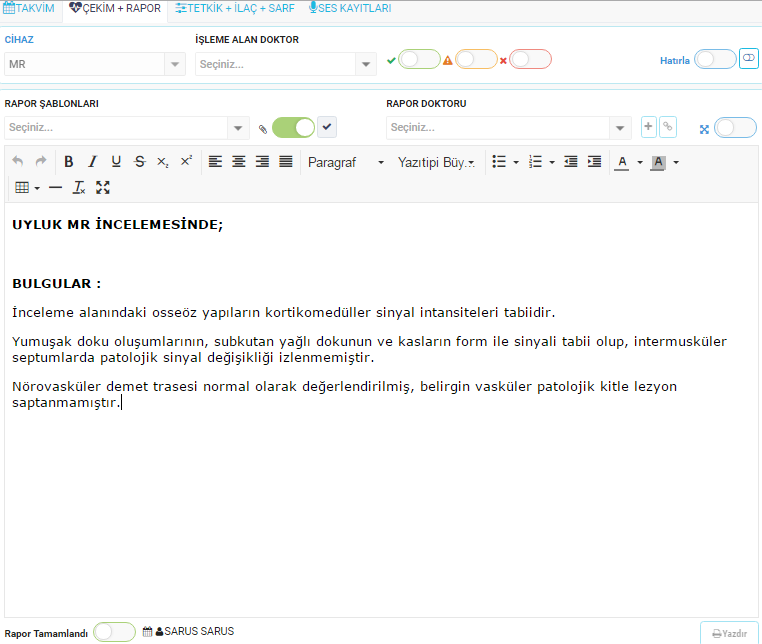 TAKVİM ÇEKİM + RAPOR TETKİK + İLAÇ + SARF SES KAYITLARI
CİHAZ İŞLEME ALAN DOKTOR
MR Seçiniz... Hatırla
RAPOR ŞABLONLARI RAPOR DOKTORU
Seçiniz... Seçiniz...
B I U S X₂ X² Paragraf Yazıtipi Büy... A A
UYLUK MR İNCELEMESİNDE;
BULGULAR :
İnceleme alanındaki osseöz yapıların kortikomedüller sinyal intansiteleri tabiidir.
Yumuşak doku oluşumlarının, subkutan yağlı dokunun ve kasların form ile sinyali tabii olup, intermusküler
septumlarda patolojik sinyal değişikliği izlenmemiştir.
Nörovasküler demet trasesi normal olarak değerlendirilmiş, belirgin vasküler patolojik kitle lezyon
saptanmamıştır.
Rapor Tamamlandı SARUS SARUS Yazdır